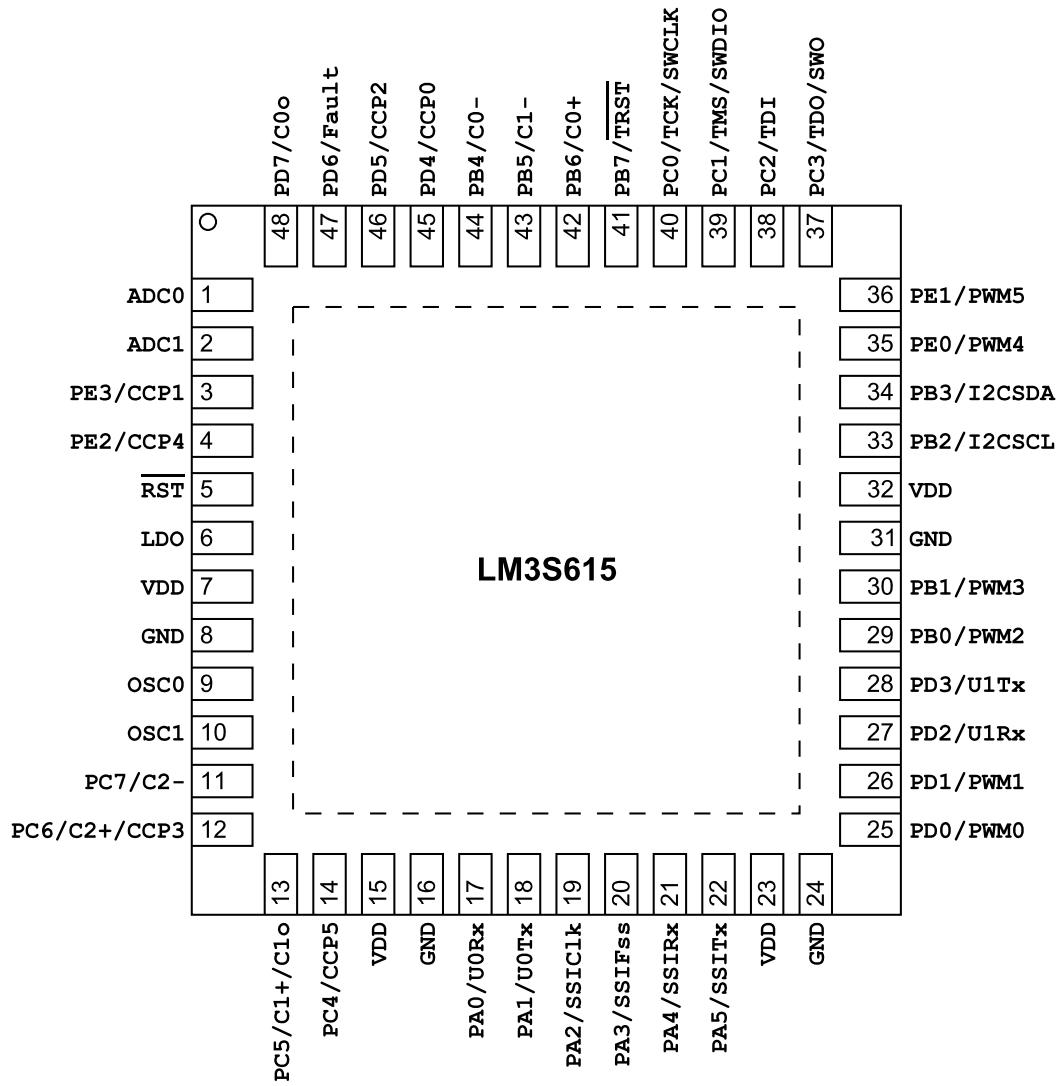 PD7/C0o
PD6/Fault
PD5/CCP2
PD4/CCP0
PB4/C0-
PB5/C1-
PB6/C0+
PB7/TRST
PC0/TCK/SWCLK
PC1/TMS/SWDIO
PC2/TDI
PC3/TDO/SWO
48
47
46
45
44
43
42
41
40
39
38
37
ADC0 1
36 PE1/PWM5
ADC1 2
35 PE0/PWM4
PE3/CCP1 3
34 PB3/I2CSDA
PE2/CCP4 4
33 PB2/I2CSCL
RST 5
32 VDD
LDO 6
31 GND
LM3S615
VDD 7
30 PB1/PWM3
GND 8
29 PB0/PWM2
OSC0 9
28 PD3/U1Tx
OSC1 10
27 PD2/U1Rx
PC7/C2- 11
26 PD1/PWM1
PC6/C2+/CCP3 12
25 PD0/PWM0
13
14
15
16
17
18
19
20
21
22
23
24
PC5/C1+/C1o
PC4/CCP5
VDD
GND
PA0/U0Rx
PA1/U0Tx
PA2/SSIClk
PA3/SSIFss
PA4/SSIRx
PA5/SSITx
VDD
GND